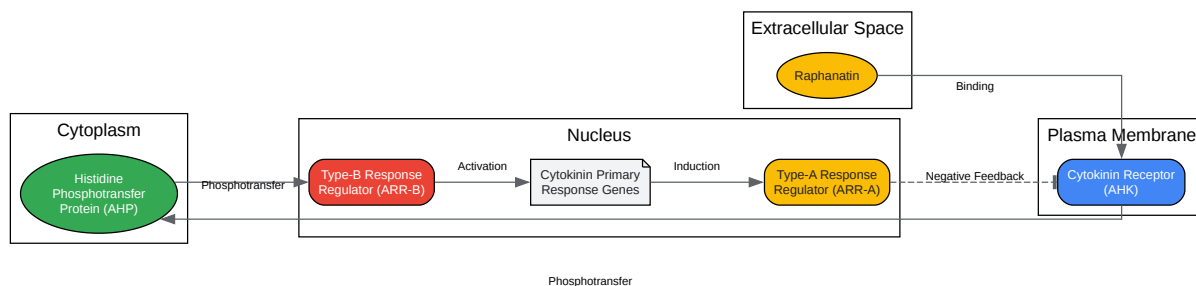 Extracellular Space
Raphanatin
Binding
Cytoplasm
Histidine
Phosphotransfer
Protein (AHP)
Phosphotransfer
Nucleus
Type-B Response
Regulator (ARR-B)
Activation
Cytokinin Primary
Response Genes
Induction
Type-A Response
Regulator (ARR-A)
Negative Feedback
Plasma Membrane
Cytokinin Receptor
(AHK)
Phosphotransfer